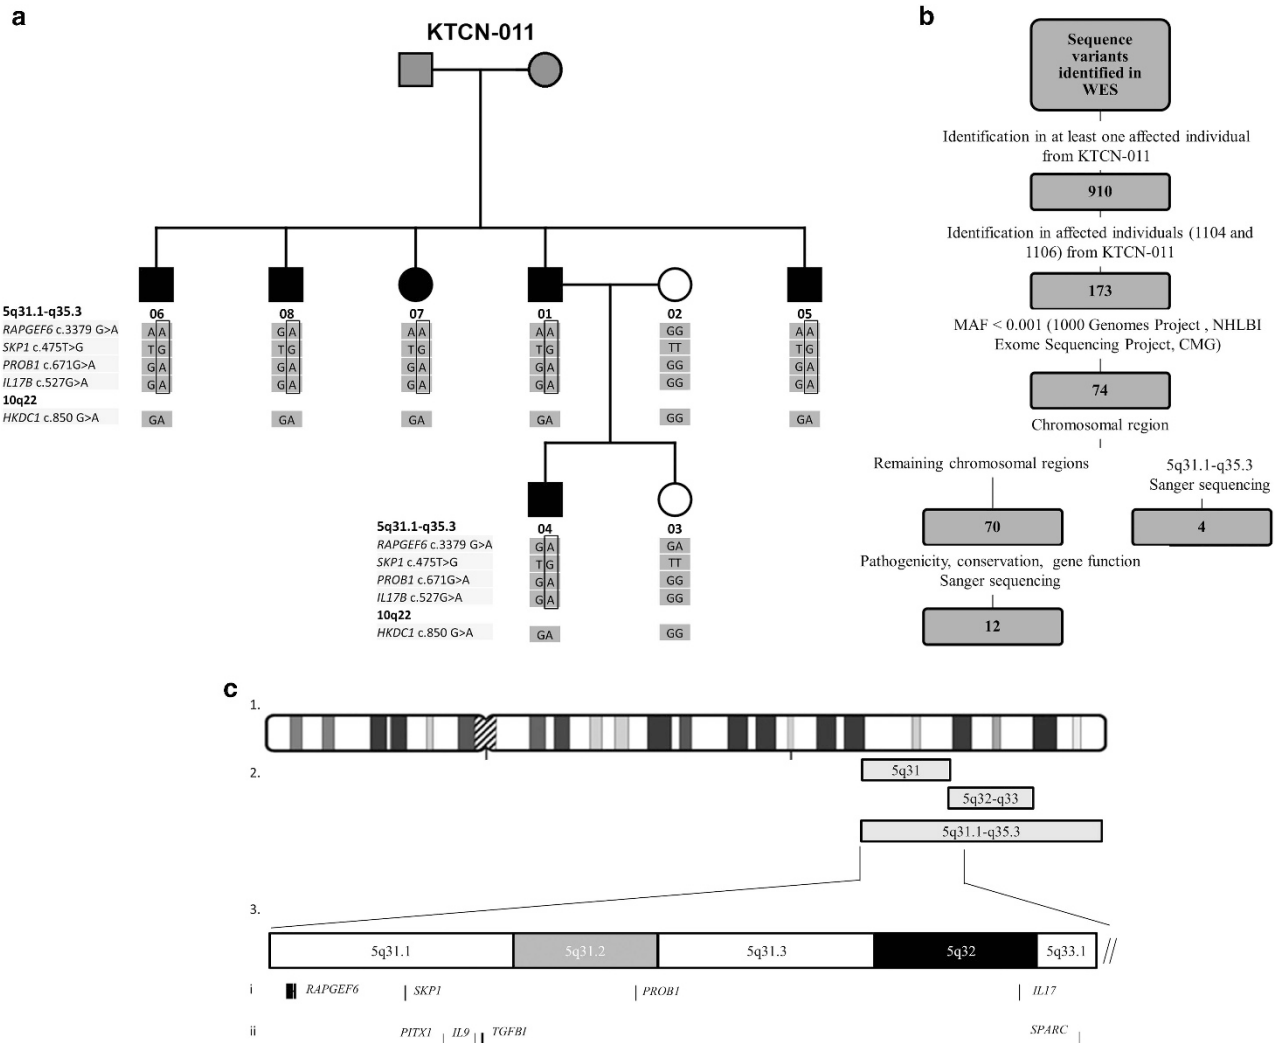 a
KTCN-011
5q31.1-q35.3
06 08 07 01 02 05
RAPGEF6 c.3379 G>A AA GA AA AA GG AA
SKP1 c.475T>G TG TG TG TG TT TG
PROB1 c.671G>A GA GA GA GA GG GA
IL17B c.527G>A GA GA GA GA GG GA
10q22
HKDC1 c.850 G>A GA GA GA GA GG GA
5q31.1-q35.3
04 03
RAPGEF6 c.3379 G>A GA GA
SKP1 c.475T>G TG TT
PROB1 c.671G>A GA GG
IL17B c.527G>A GA GG
10q22
HKDC1 c.850 G>A GA GG
b
Sequence
variants
identified in
WES
Identification in at least one affected individual
from KTCN-011
910
Identification in affected individuals (1104 and
1106) from KTCN-011
173
MAF < 0.001 (1000 Genomes Project , NHLBI
Exome Sequencing Project, CMG)
74
Chromosomal region
Remaining chromosomal regions
5q31.1-q35.3
Sanger sequencing
70
4
Pathogenicity, conservation, gene function
Sanger sequencing
12
c
1.
2.
5q31
5q32-q33
5q31.1-q35.3
3.
5q31.1 5q31.2 5q31.3 5q32 5q33.1 //
i RAPGEF6 SKP1 PROB1 IL17
ii PITX1 IL9 TGFBI SPARC